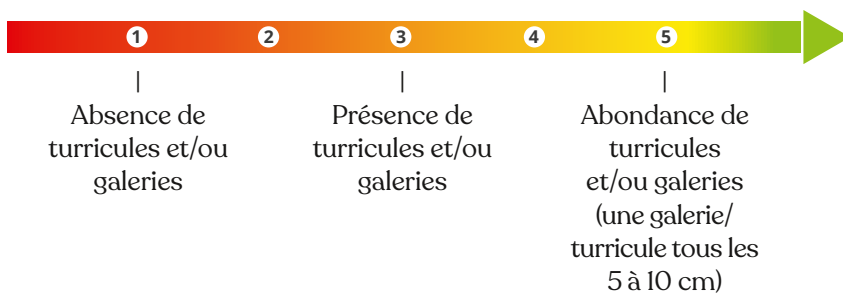 1 2 3 4 5
Absence de
turricules et/ou
galeries
Présence de
turricules et/ou
galeries
Abondance de
turricules
et/ou galeries
(une galerie/
turricule tous les
5 à 10 cm)